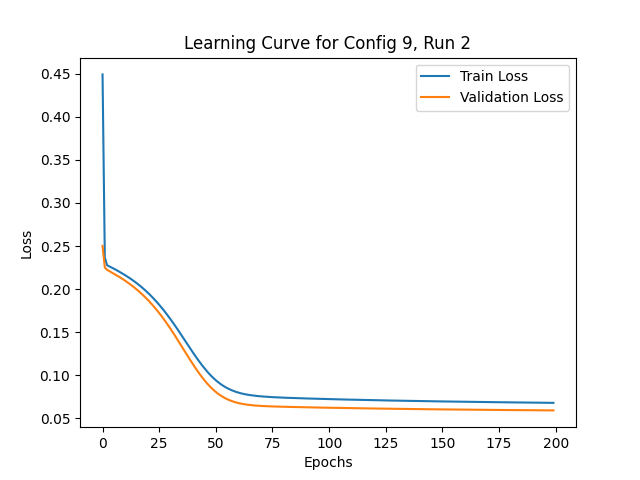 Learning Curve for Config 9, Run 2
Train Loss
Validation Loss
Loss
0.45
0.40
0.35
0.30
0.25
0.20
0.15
0.10
0.05
0 25 50 75 100 125 150 175 200
Epochs